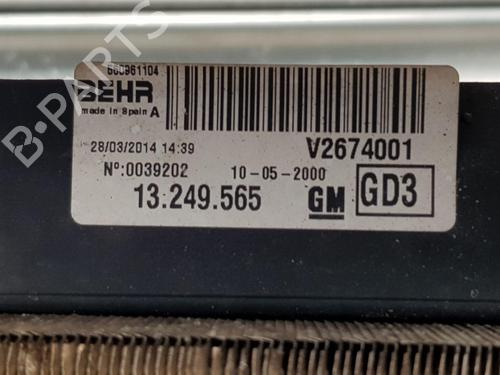 660961104
BEHR
made in Spain A
28/03/2014 14:39
V2674001
Nº:0039202
10-05-2000
13.249.565
GM
GD3